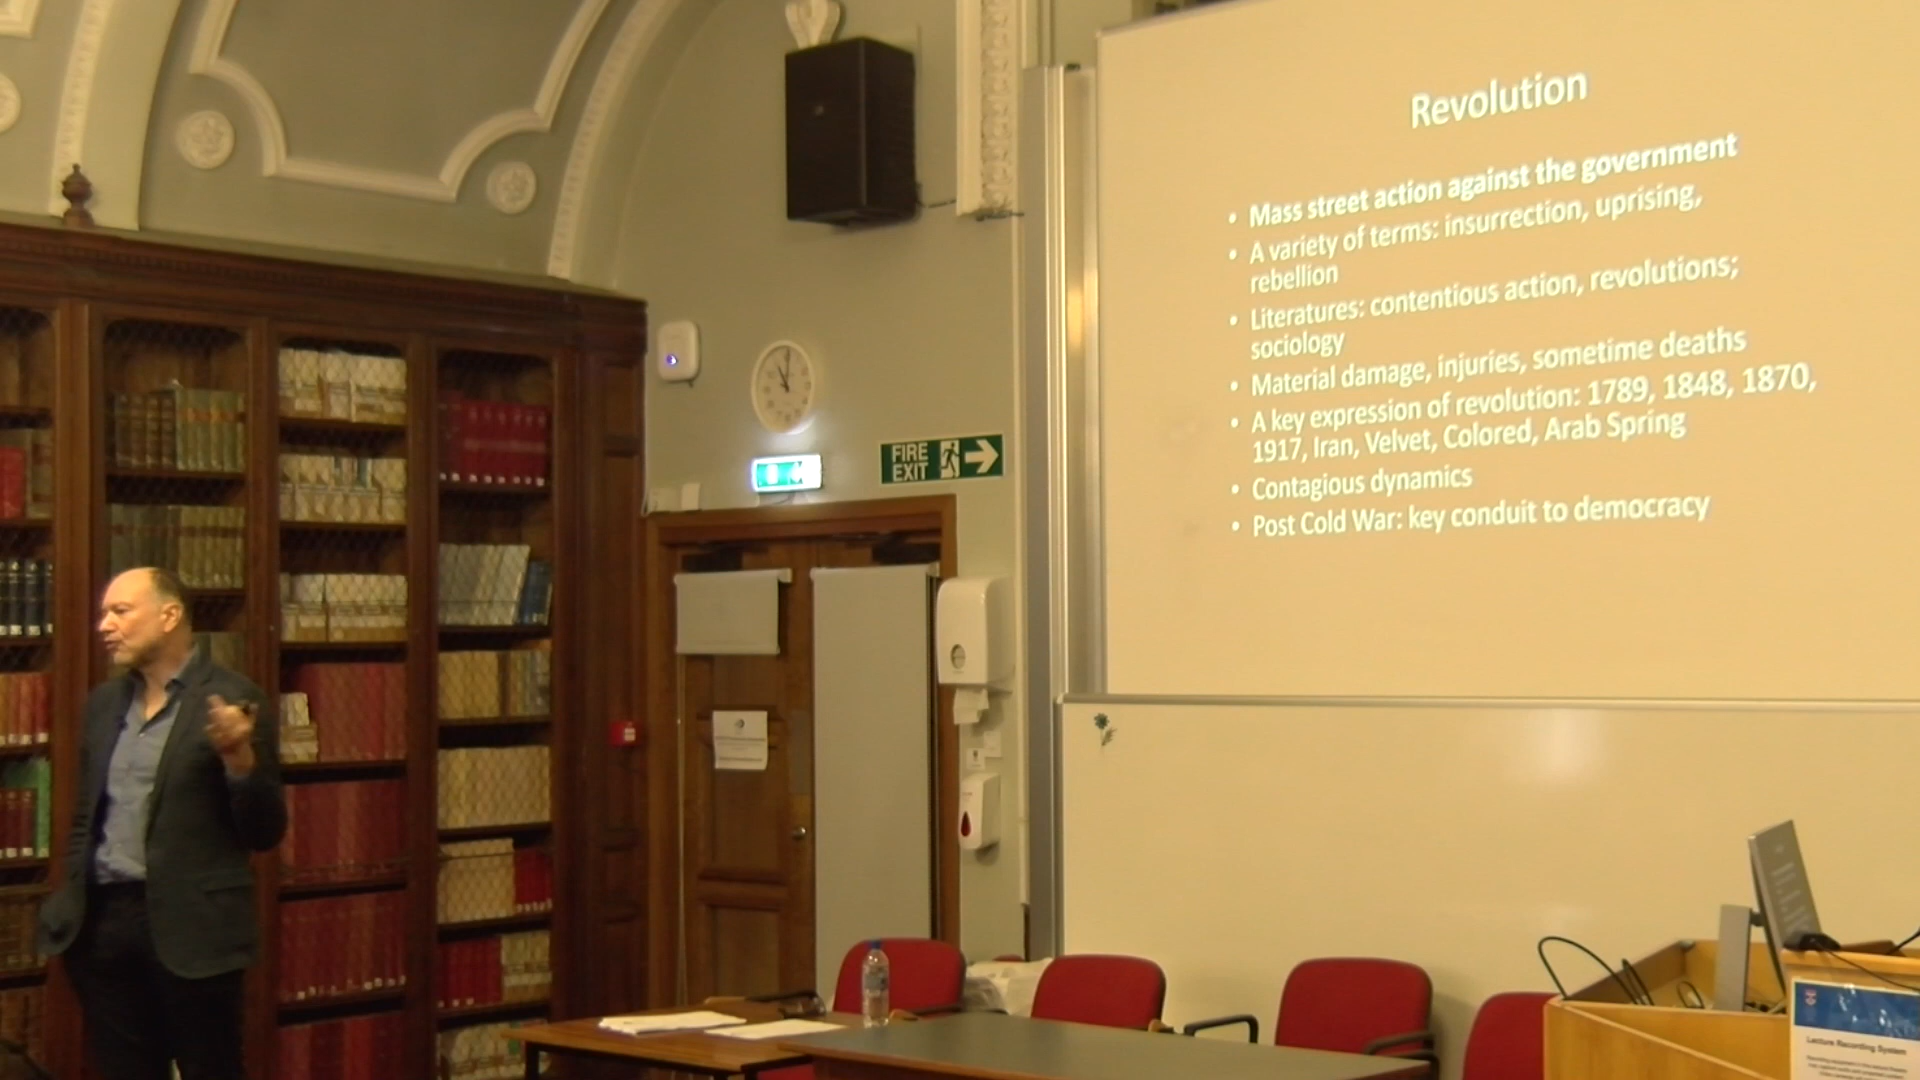 Revolution
• Mass street action against the government
• A variety of terms: insurrection, uprising,
rebellion
• Literatures: contentious action, revolutions;
sociology
• Material damage, injuries, sometime deaths
• A key expression of revolution: 1789, 1848, 1870,
1917, Iran, Velvet, Colored, Arab Spring
• Contagious dynamics
• Post Cold War: key conduit to democracy
FIRE
EXIT
Lecture Recording System